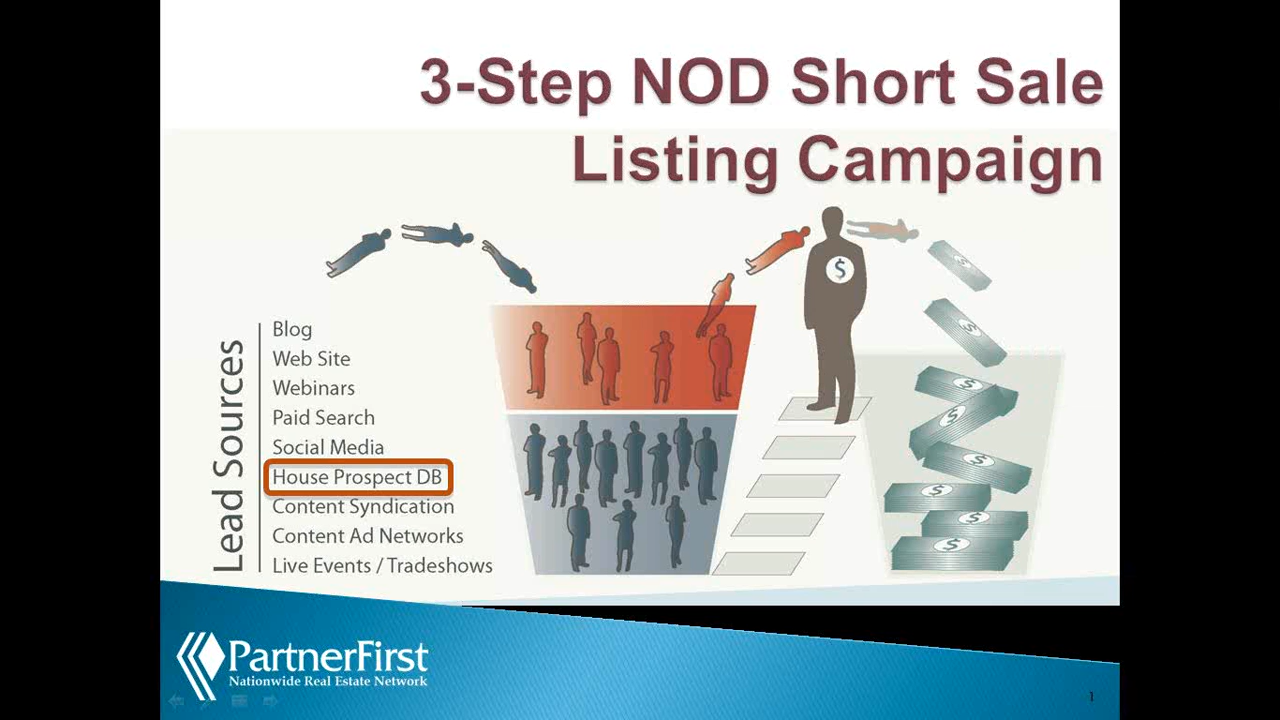 3-Step NOD Short Sale
Listing Campaign
Lead Sources
Blog
Web Site
Webinars
Paid Search
Social Media
House Prospect DB
Content Syndication
Content Ad Networks
Live Events / Tradeshows
$
$
$
$
$
$
$
$
$
PartnerFirst
Nationwide Real Estate Network
1